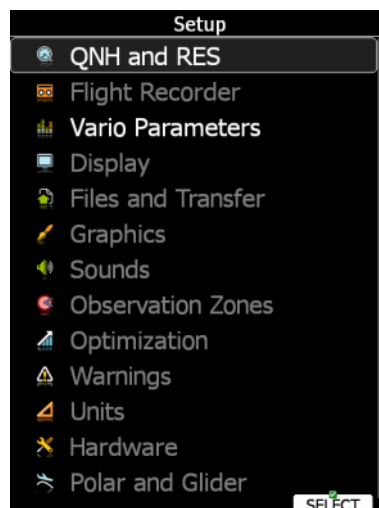 Setup
QNH and RES
Flight Recorder
Vario Parameters
Display
Files and Transfer
Graphics
Sounds
Observation Zones
Optimization
Warnings
Units
Hardware
Polar and Glider
SELECT